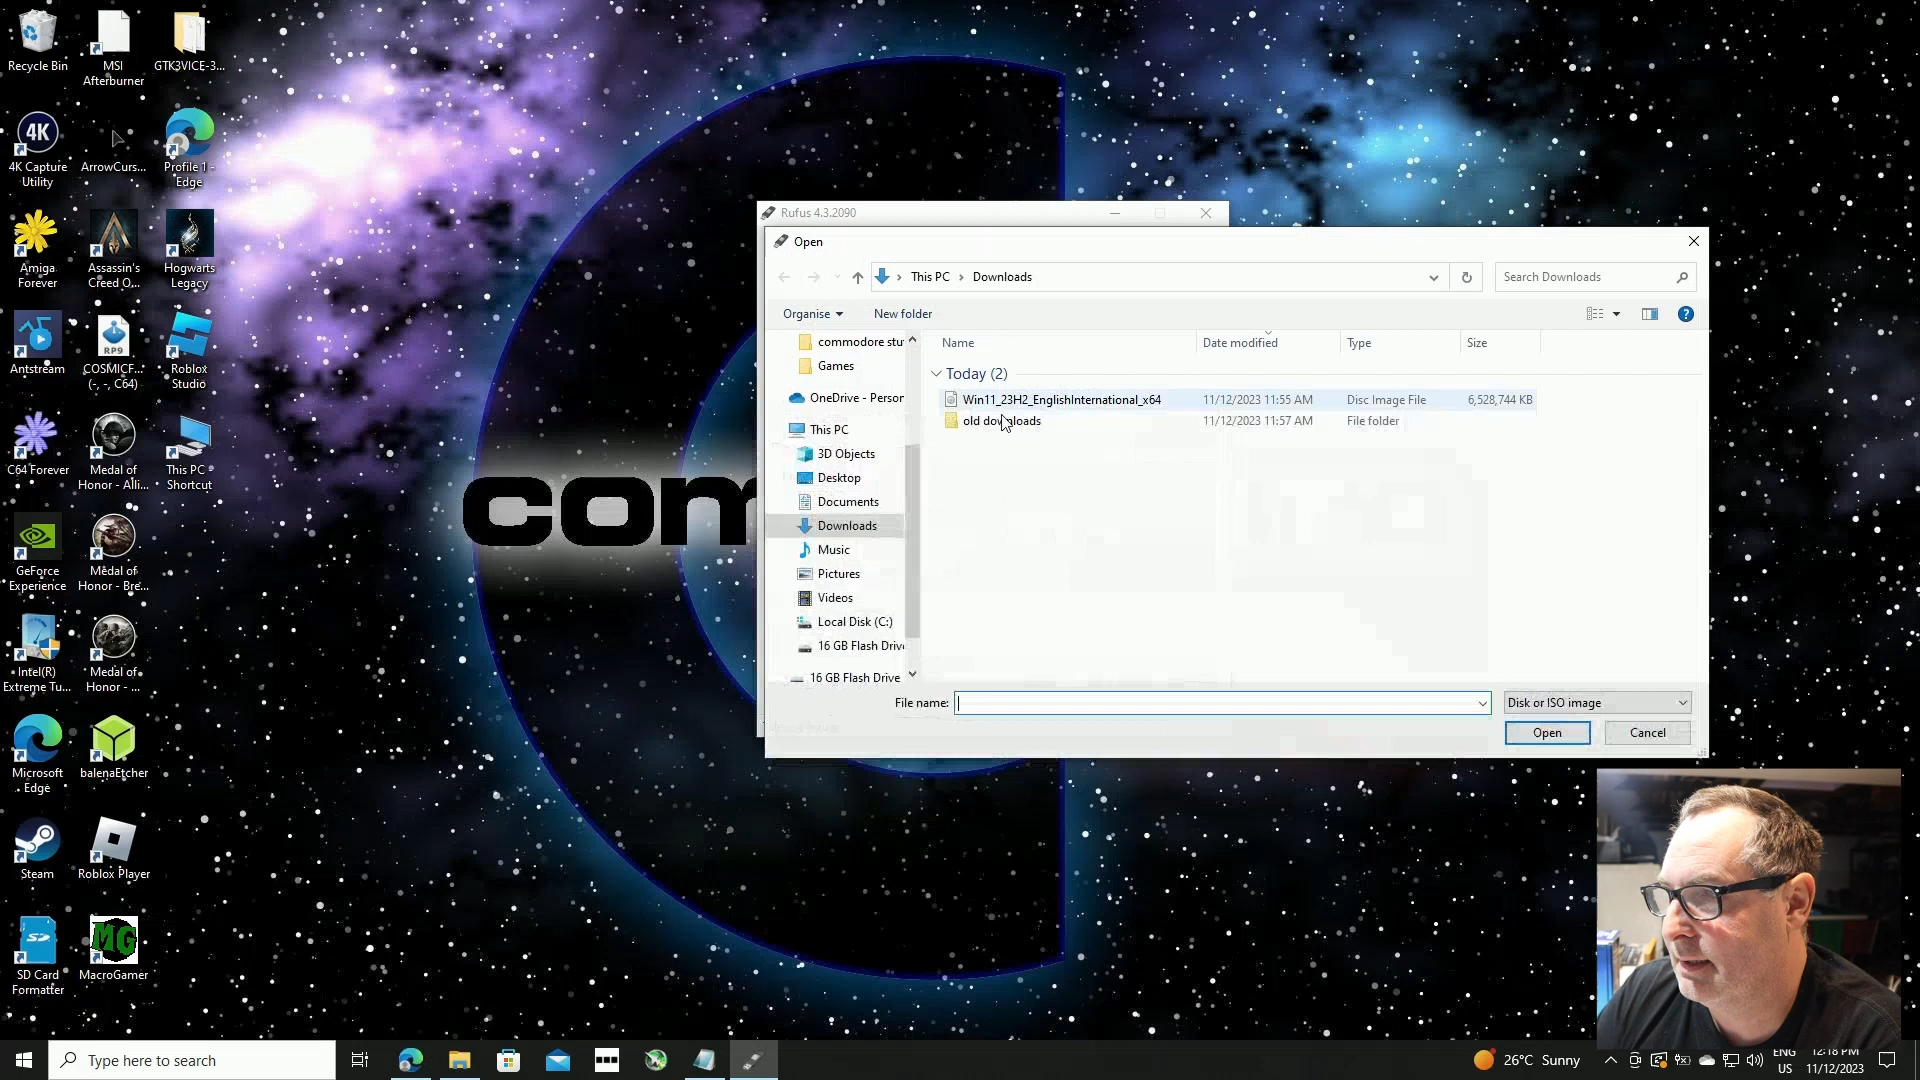 Recycle Bin
MSI
Afterburner
GTK3VICE-3...
4K
4K Capture
Utility
ArrowCurs...
Profile 1 -
Edge
Amiga
Forever
Assassin's
Creed O...
Hogwarts
Legacy
Antstream
RP9
COSMICF...
(-, -, C64)
Roblox
Studio
C64 Forever
Medal of
Honor - Alli...
This PC -
Shortcut
GeForce
Experience
Medal of
Honor - Bre...
Intel(R)
Extreme Tu...
Medal of
Honor - ...
Microsoft
Edge
balenaEtcher
Steam
Roblox Player
SD
SD Card
Formatter
MG
MacroGamer
com
Rufus 4.3.2090
Open
This PC > Downloads
Search Downloads
Organise
New folder
Name
Date modified
Type
Size
Today (2)
Win11_23H2_EnglishInternational_x64 11/12/2023 11:55 AM Disc Image File 6,528,744 KB
old downloads 11/12/2023 11:57 AM File folder
commodore stu
Games
OneDrive - Person
This PC
3D Objects
Desktop
Documents
Downloads
Music
Pictures
Videos
Local Disk (C:)
16 GB Flash Driv
16 GB Flash Drive
File name:
Disk or ISO image
Open
Cancel
Type here to search
26°C Sunny
ENG
US
12:18 PM
11/12/2023